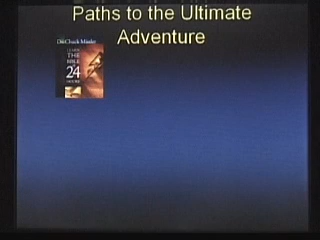 Paths to the Ultimate
Adventure
Chuck Missler
LEARN
THE
BIBLE
24
HOURS